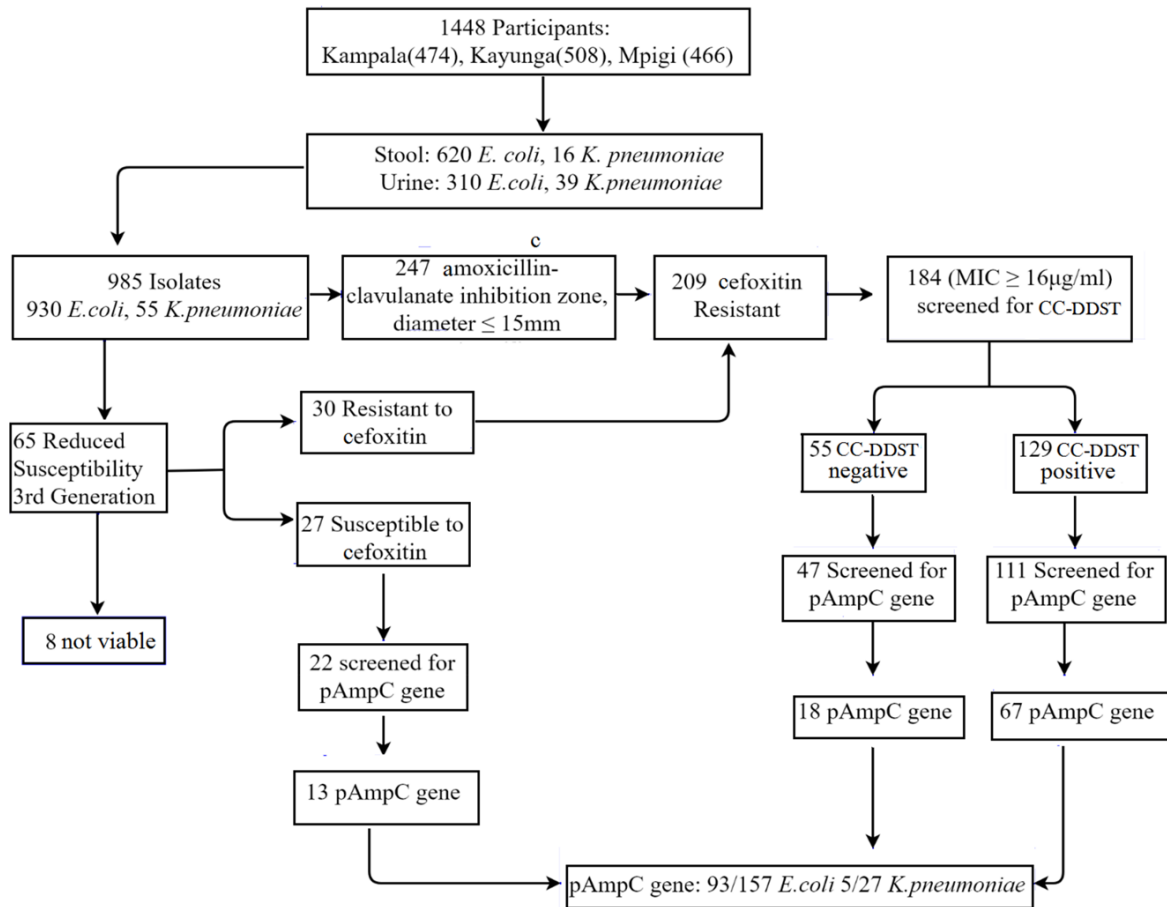 1448 Participants:
Kampala(474), Kayunga(508), Mpigi (466)
Stool: 620 E. coli, 16 K. pneumoniae
Urine: 310 E.coli, 39 K.pneumoniae
985 Isolates
930 E.coli, 55 K.pneumoniae
c
247 amoxicillin-
clavulanate inhibition zone,
diameter ≤ 15mm
209 cefoxitin
Resistant
184 (MIC ≥ 16μg/ml)
screened for CC-DDST
65 Reduced
Susceptibility
3rd Generation
30 Resistant to
cefoxitin
27 Susceptible to
cefoxitin
8 not viable
22 screened for
pAmpC gene
13 pAmpC gene
55 CC-DDST
negative
129 CC-DDST
positive
47 Screened for
pAmpC gene
111 Screened for
pAmpC gene
18 pAmpC gene
67 pAmpC gene
pAmpC gene: 93/157 E.coli 5/27 K.pneumoniae